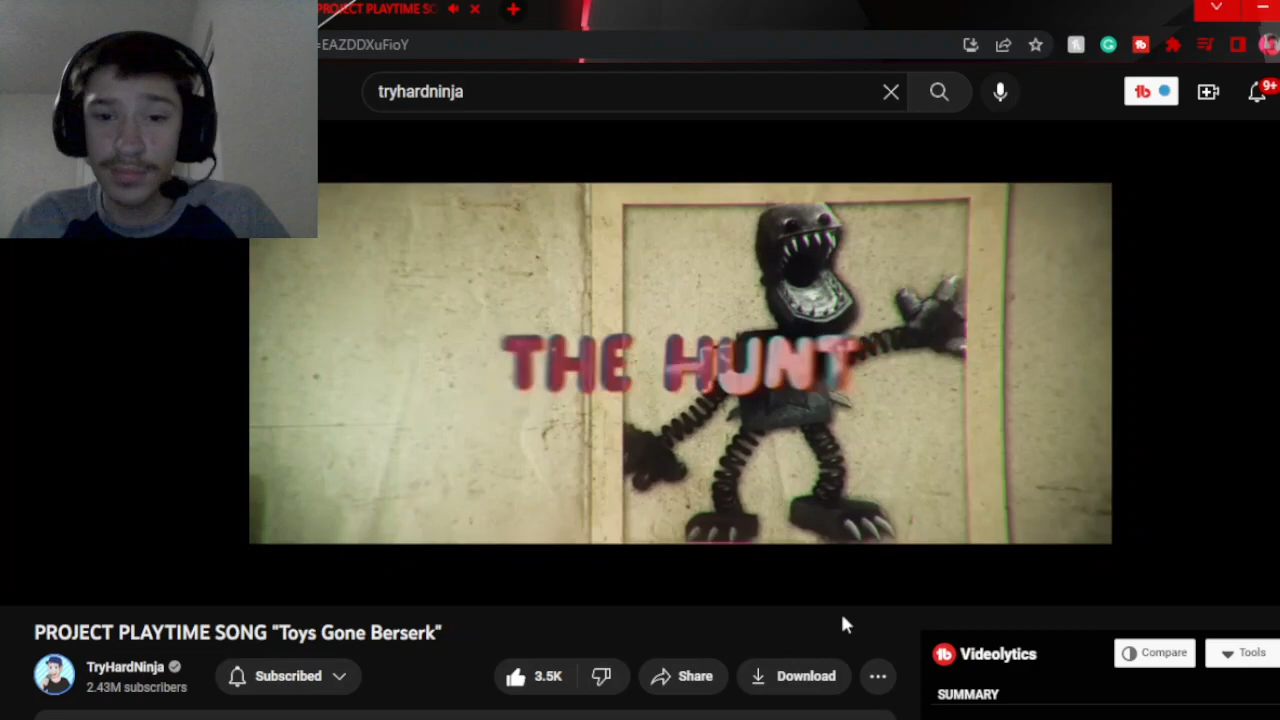 PROJECT PLAYTIME SO
=EAZDDXuFioY
tryhardninja
9+
THE HUNT
PROJECT PLAYTIME SONG "Toys Gone Berserk"
TryHardNinja
2.43M subscribers
Subscribed
3.5K
Share
Download
Videolytics
Compare
Tools
SUMMARY